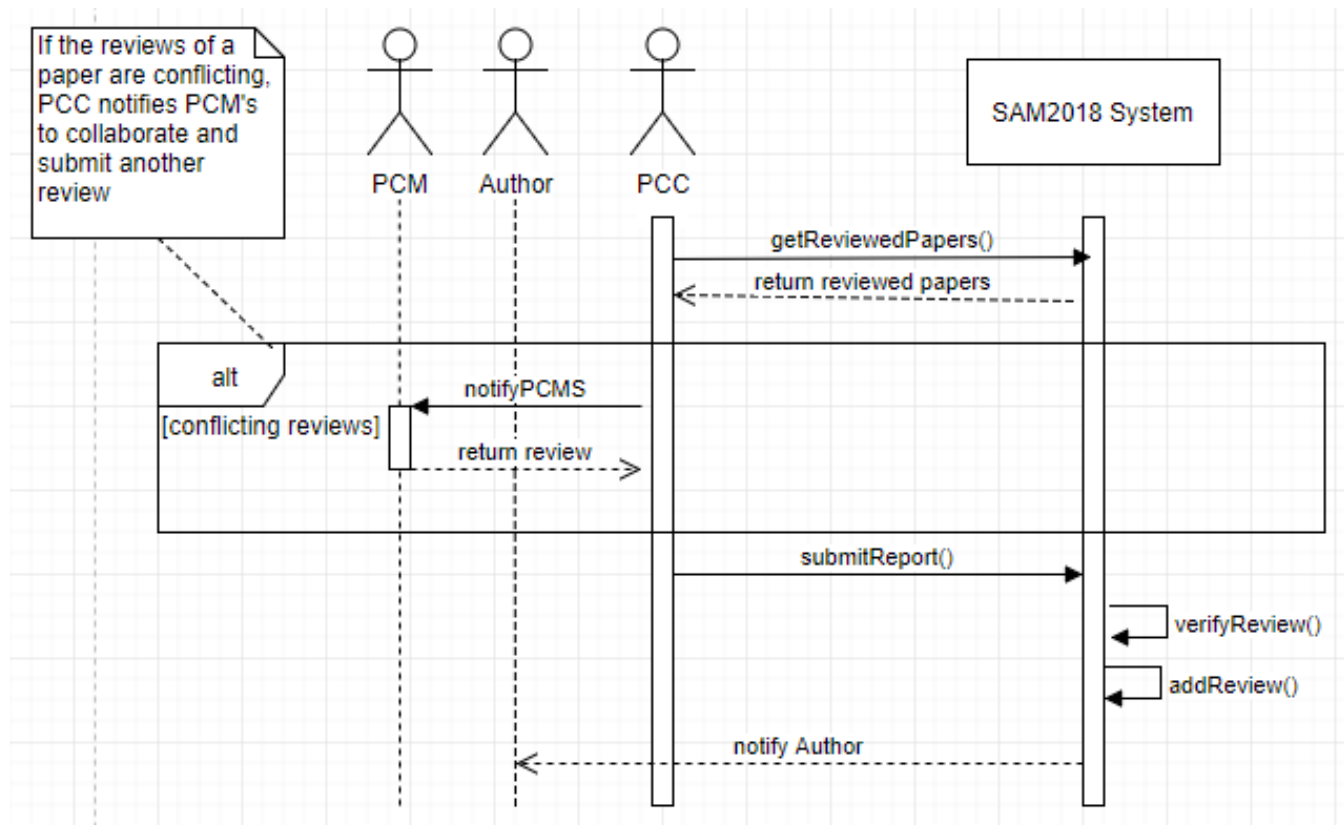 If the reviews of a
paper are conflicting,
PCC notifies PCM's
to collaborate and
submit another
review
PCM
Author
PCC
SAM2018 System
getReviewedPapers()
return reviewed papers
alt
notifyPCMS
[conflicting reviews]
return review
submitReport()
verifyReview()
addReview()
notify Author